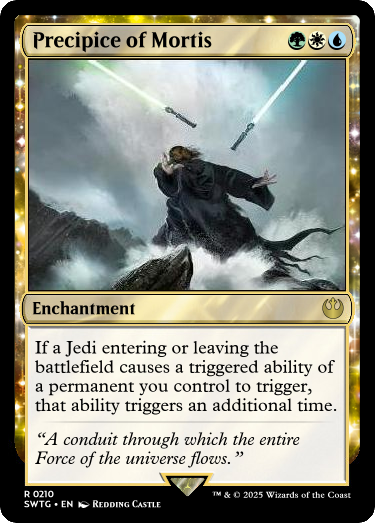 Precipice of Mortis
Enchantment
If a Jedi entering or leaving the
battlefield causes a triggered ability of
a permanent you control to trigger,
that ability triggers an additional time.
“A conduit through which the entire
Force of the universe flows.”
R 0210
SWTG • EN Redding Castle
™ & © 2025 Wizards of the Coast